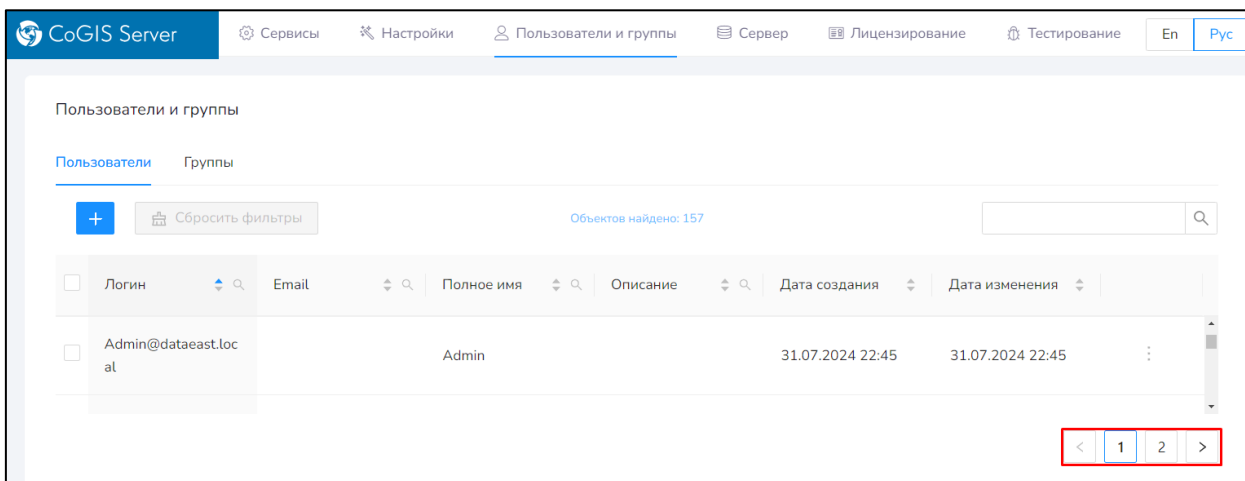 CoGIS Server Сервисы Настройки Пользователи и группы Сервер Лицензирование Тестирование En Рус
Пользователи и группы
Пользователи Группы
+ Сбросить фильтры Объектов найдено: 157
Логин Email Полное имя Описание Дата создания Дата изменения
Admin@dataeast.loc
al
Admin 31.07.2024 22:45 31.07.2024 22:45
< 1 2 >